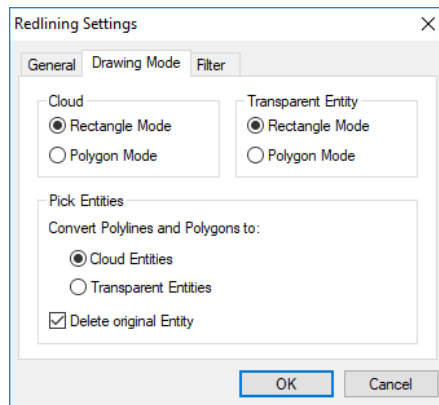 Redlining Settings
General Drawing Mode Filter
Cloud
Rectangle Mode
Polygon Mode
Transparent Entity
Rectangle Mode
Polygon Mode
Pick Entities
Convert Polylines and Polygons to:
Cloud Entities
Transparent Entities
Delete original Entity
OK Cancel